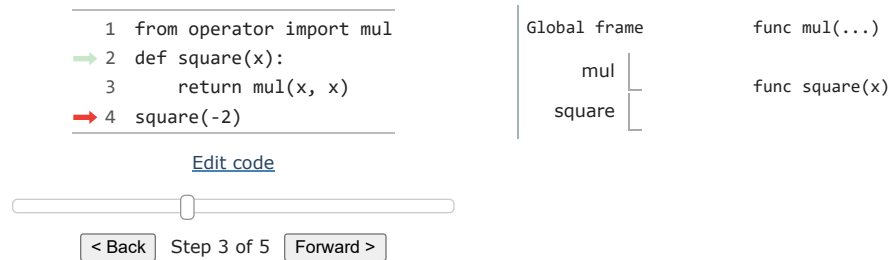 1 from operator import mul
2 def square(x):
3 return mul(x, x)
4 square(-2)
Edit code
< Back Step 3 of 5 Forward >
Global frame
mul
square
func mul(...)
func square(x)